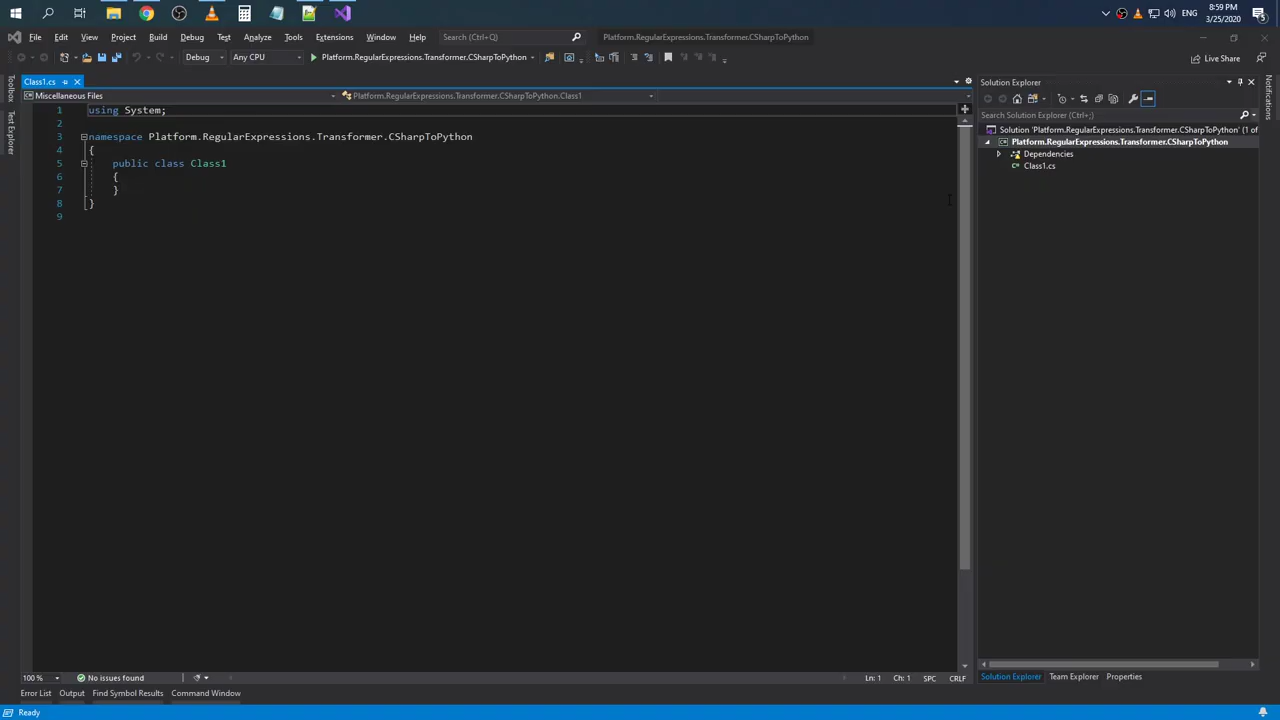 8:59 PM
ENG
3/25/2020
5
File Edit View Project Build Debug Test Analyze Tools Extensions Window Help Search (Ctrl+Q) Platform.RegularExpressions.Transformer.CSharpToPython
Debug Any CPU Platform.RegularExpressions.Transformer.CSharpToPython Live Share
Toolbox
Test Explorer
Class1.cs
Miscellaneous Files Platform.RegularExpressions.Transformer.CSharpToPython.Class1
1 using System;
2
3 namespace Platform.RegularExpressions.Transformer.CSharpToPython
4 {
5 public class Class1
6 {
7 }
8 }
9
Solution Explorer
Search Solution Explorer (Ctrl+;)
Solution 'Platform.RegularExpressions.Transformer.CSharpToPython' (1 of
Platform.RegularExpressions.Transformer.CSharpToPython
Dependencies
C# Class1.cs
Notifications
100 % No issues found Ln: 1 Ch: 1 SPC CRLF
Solution Explorer Team Explorer Properties
Error List Output Find Symbol Results Command Window
Ready